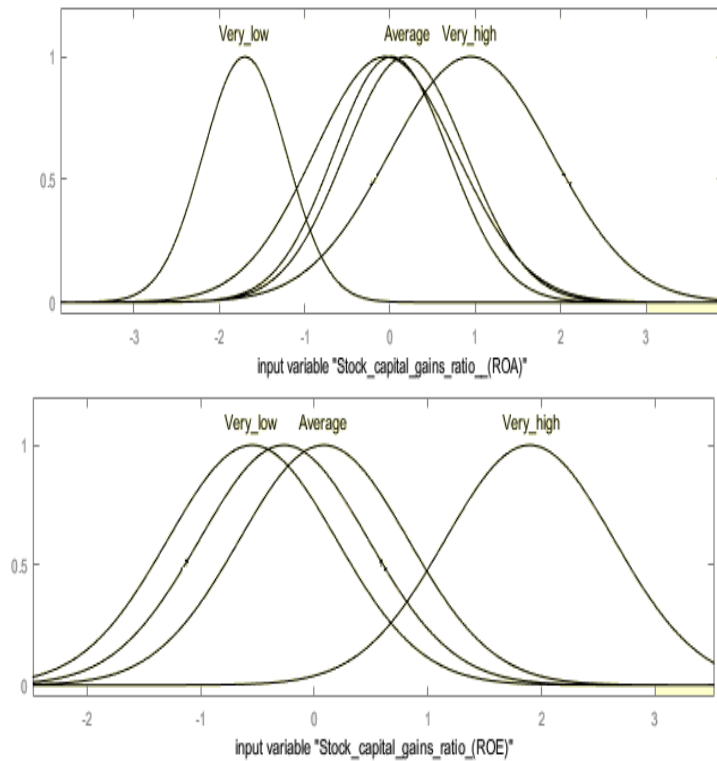 Very_low Average Very_high
1
0.5
0
-3 -2 -1 0 1 2 3
input variable "Stock_capital_gains_ratio__(ROA)"
Very_low Average Very_high
1
0.5
0
-2 -1 0 1 2 3
input variable "Stock_capital_gains_ratio_(ROE)"